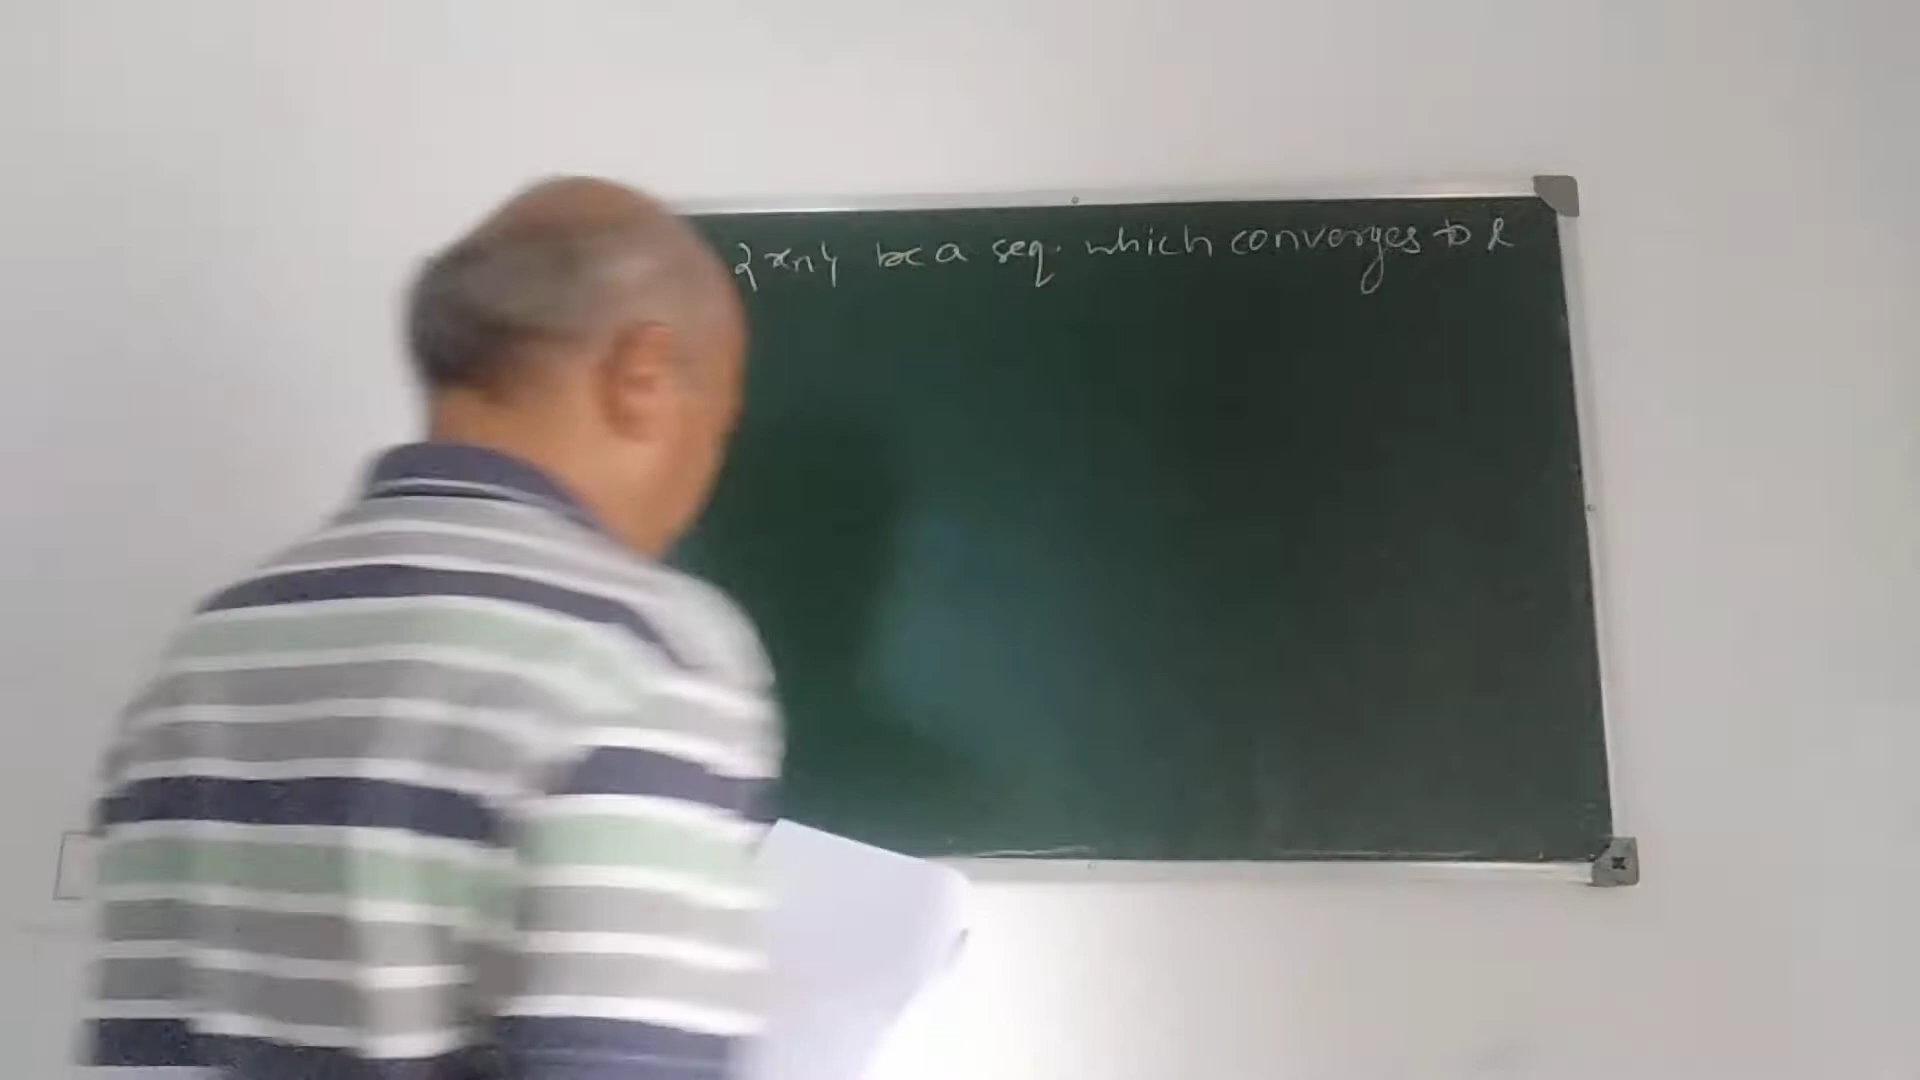 {xn} be a seq. which converges to l